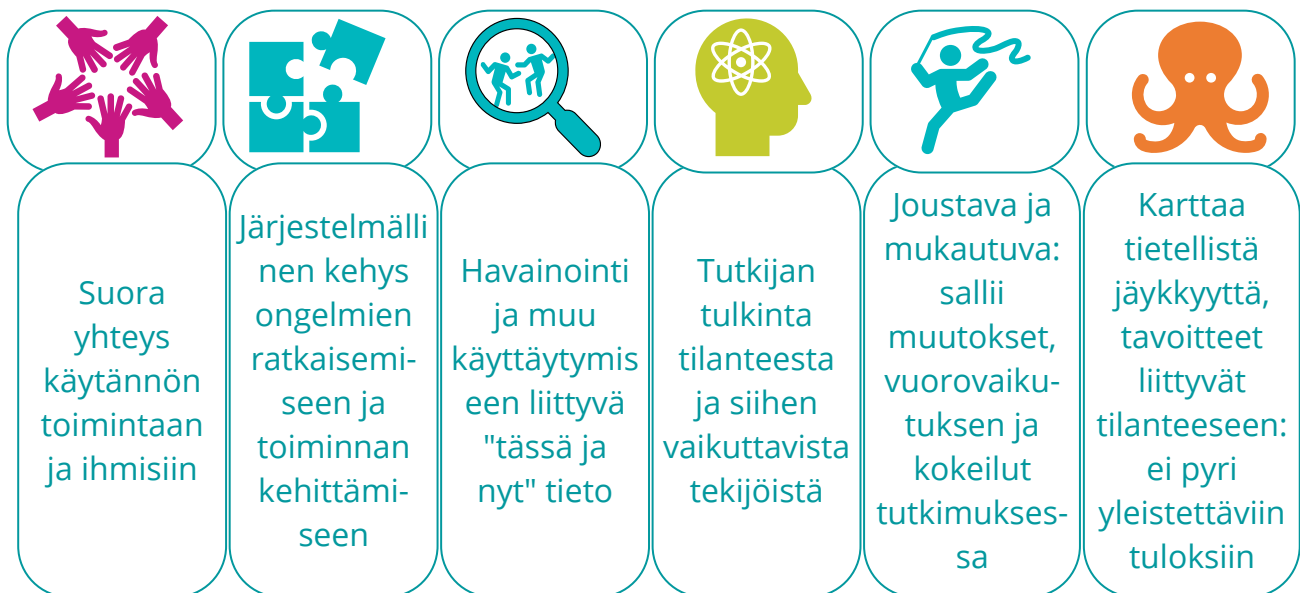 Suora
yhteys
käytännön
toimintaan
ja ihmisiin
Järjestelmälli
nen kehys
ongelmien
ratkaisemi-
seen ja
toiminnan
kehittämi-
seen
Havainointi
ja muu
käyttäytymis
een liittyvä
"tässä ja
nyt" tieto
Tutkijan
tulkinta
tilanteesta
ja siihen
vaikuttavista
tekijöistä
Joustava ja
mukautuva:
sallii
muutokset,
vuorovaiku-
tuksen ja
kokeilut
tutkimukses-
sa
Karttaa
tietellistä
jäykkyyttä,
tavoitteet
liittyvät
tilanteeseen:
ei pyri
yleistettäviin
tuloksiin